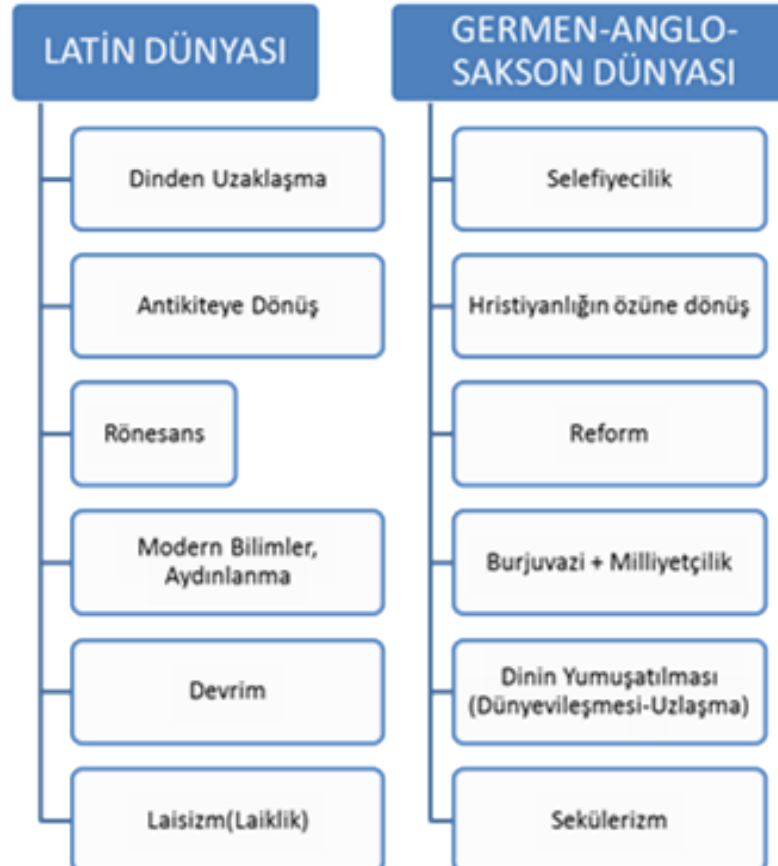 LATİN DÜNYASI
Dinden Uzaklaşma
Antikiteye Dönüş
Rönesans
Modern Bilimler,
Aydınlanma
Devrim
Laisizm(Laiklik)
GERMEN-ANGLO-
SAKSON DÜNYASI
Selefiyecilik
Hristiyanlığın özüne dönüş
Reform
Burjuvazi + Milliyetçilik
Dinin Yumuşatılması
(Dünyevileşmesi-Uzlaşma)
Sekülerizm